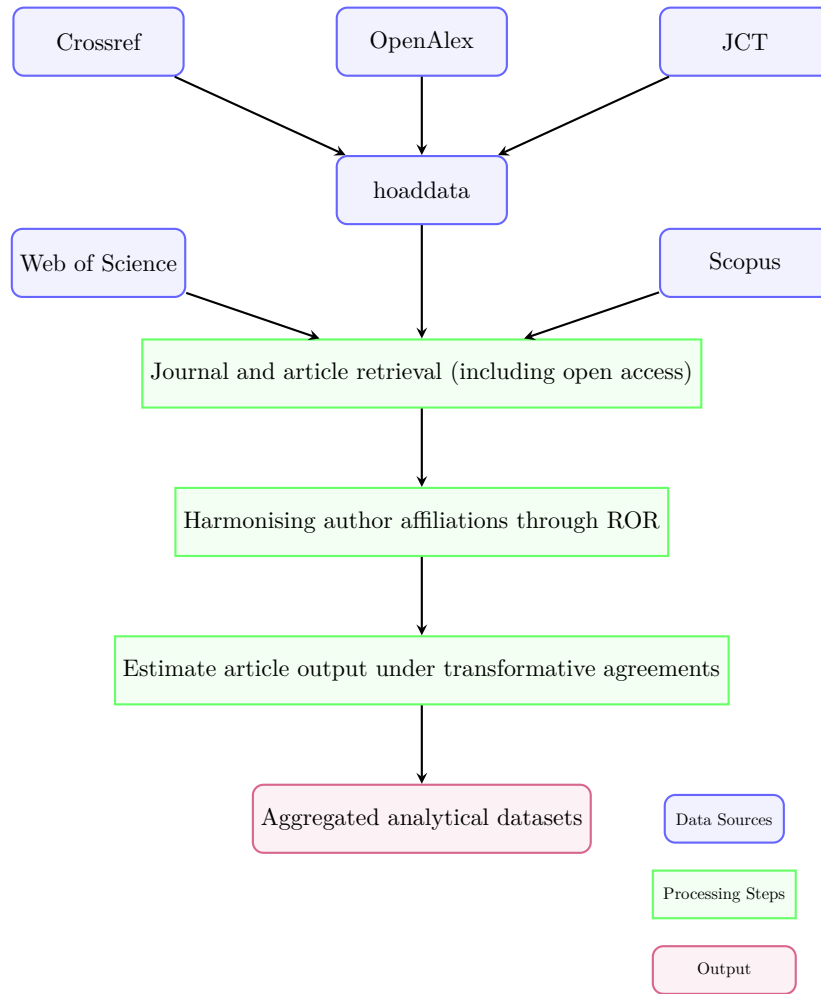 Crossref
OpenAlex
JCT
hoaddata
Web of Science
Scopus
Journal and article retrieval (including open access)
Harmonising author affiliations through ROR
Estimate article output under transformative agreements
Aggregated analytical datasets
Data Sources
Processing Steps
Output